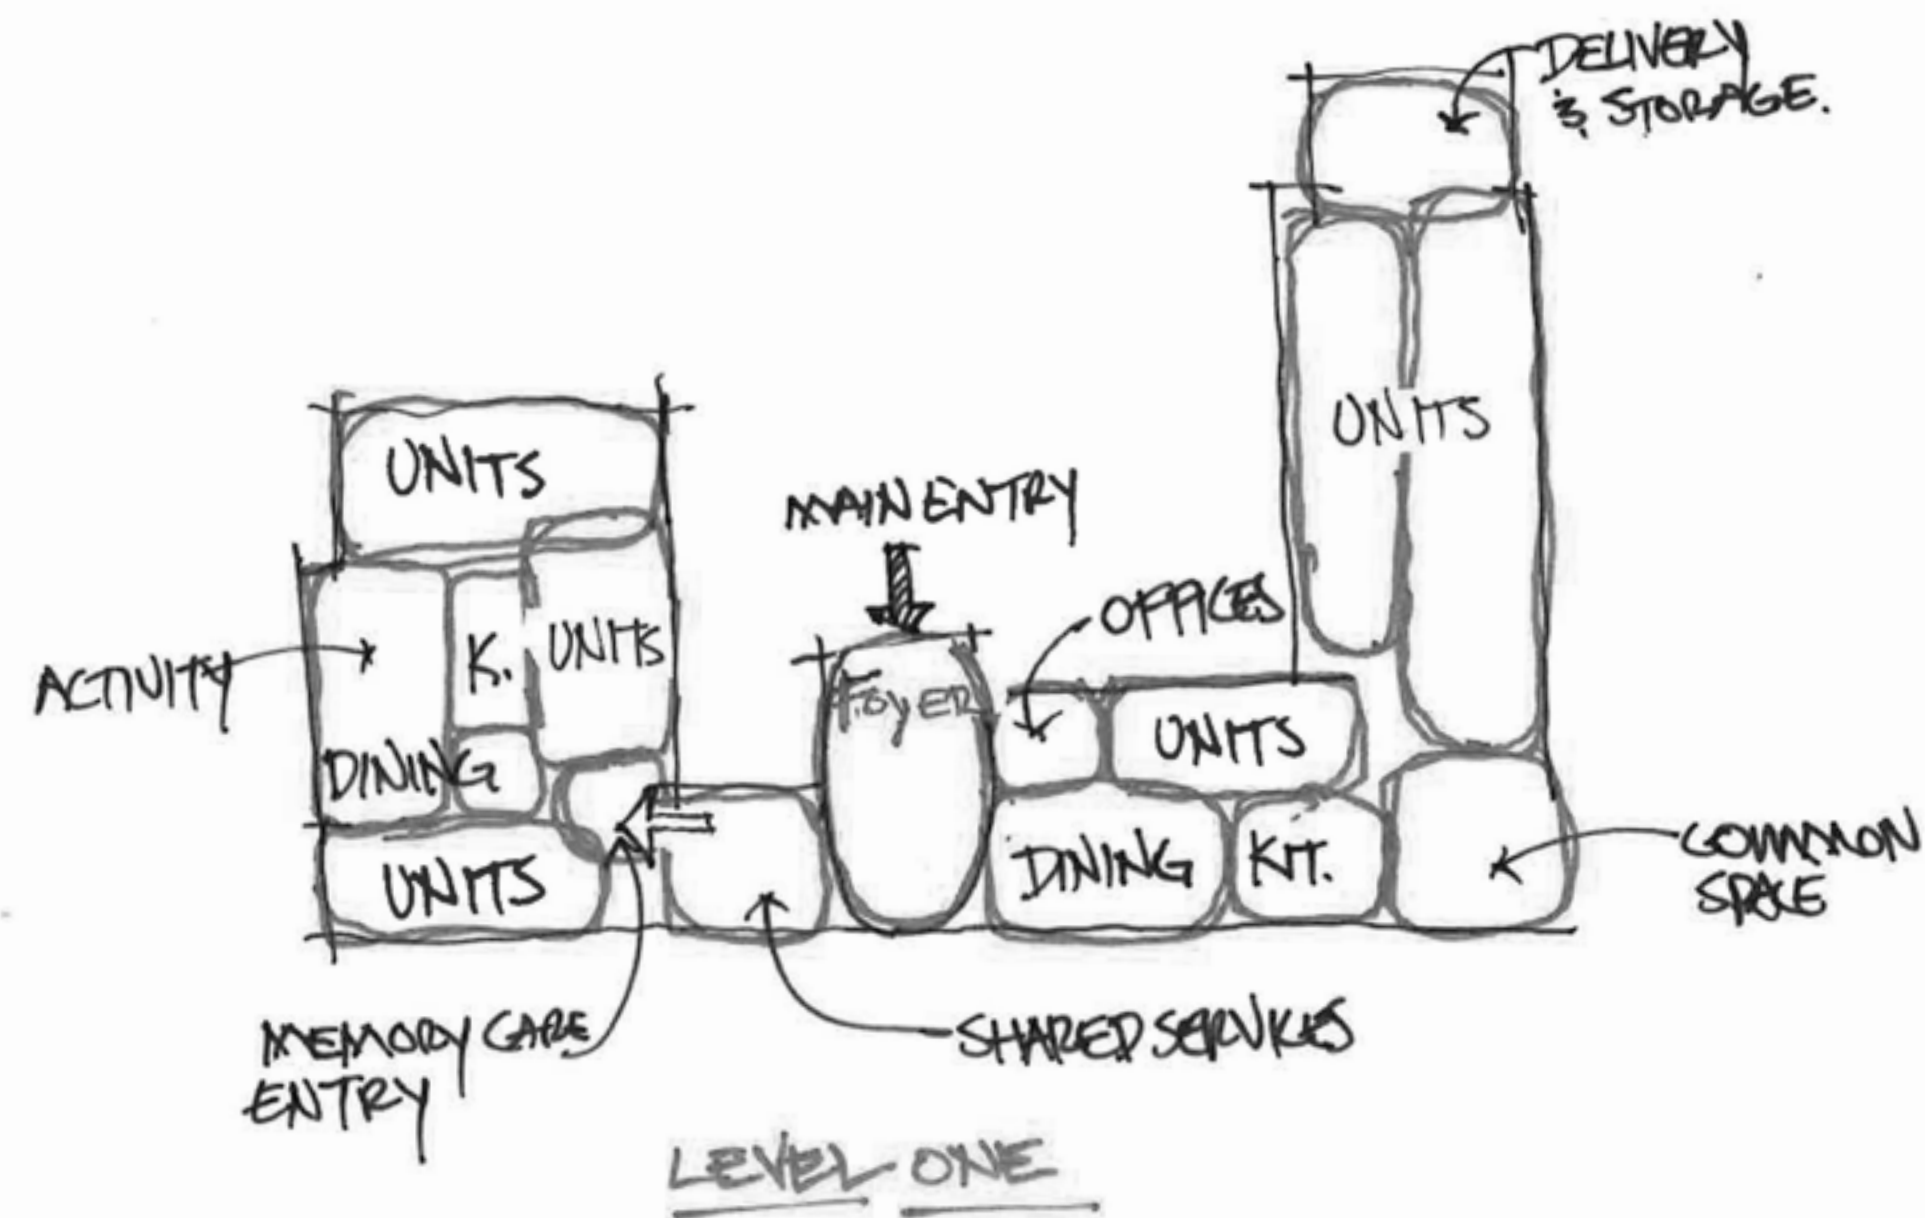 DELIVERY
& STORAGE.
UNITS
UNITS
MAIN ENTRY
OFFICES
ACTIVITY
K.
UNITS
FOYER
UNITS
DINING
DINING
KIT.
UNITS
COMMON
SPACE
MEMORY CARE
ENTRY
SHARED SERVICES
LEVEL ONE